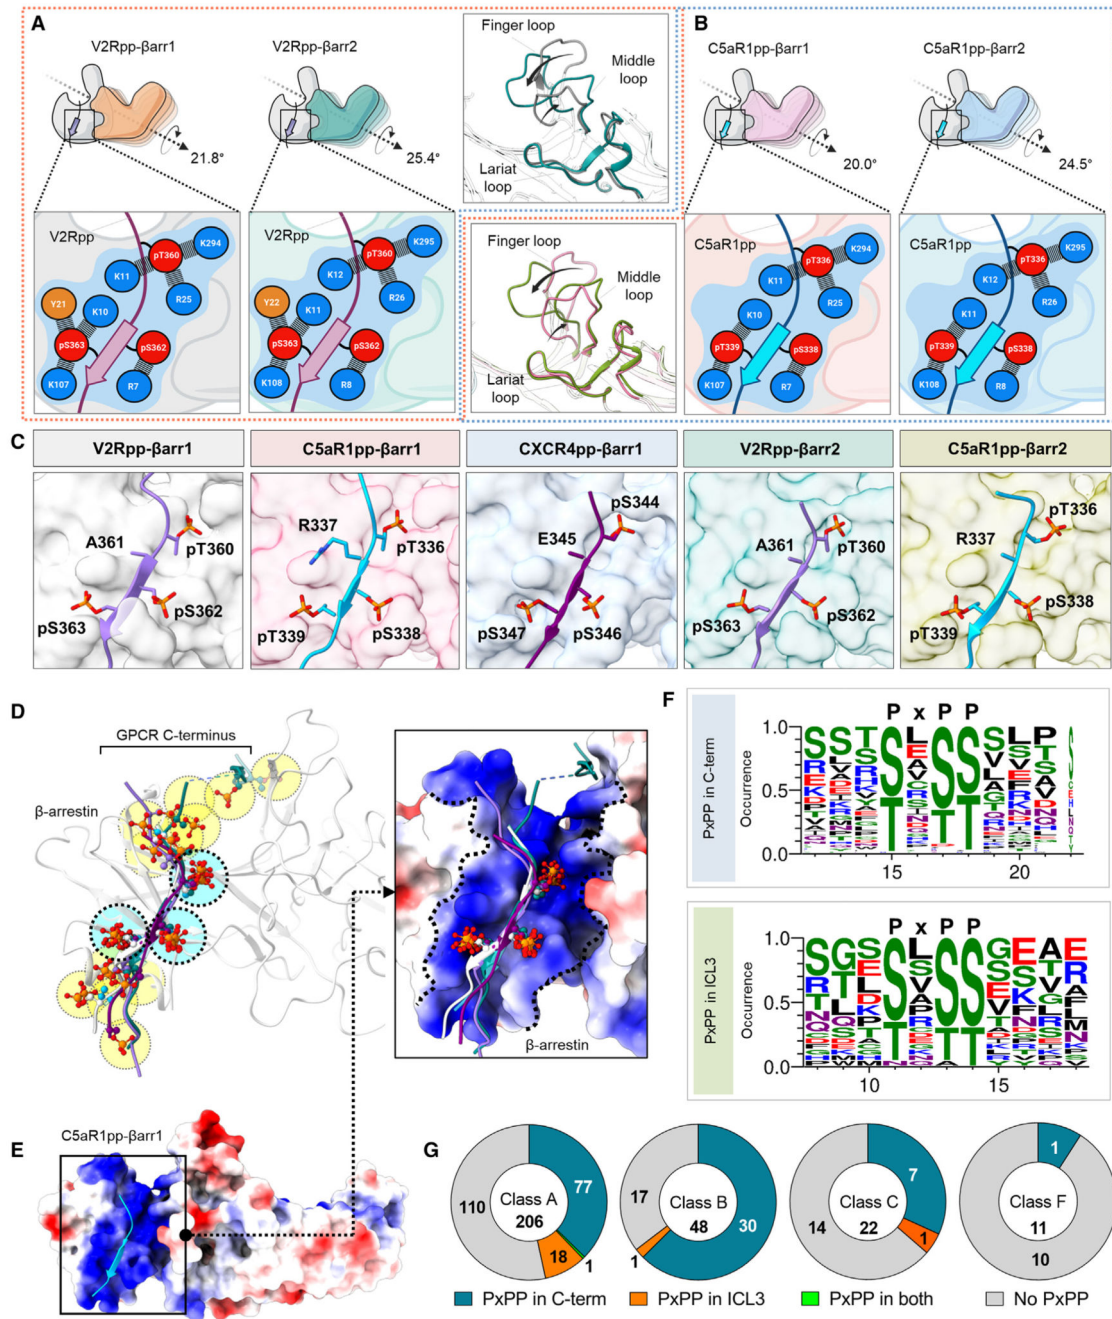 A
V2Rpp-βarr1
V2Rpp-βarr2
21.8°
25.4°
V2Rpp
K294
pT360
K11
Y21
K10
R25
pS363
pS362
K107
R7
V2Rpp
K295
pT360
K12
Y22
K11
R26
pS363
pS362
K108
R8
Finger loop
Middle
loop
Lariat
loop
Finger loop
Middle
loop
Lariat
loop
B
C5aR1pp-βarr1
C5aR1pp-βarr2
20.0°
24.5°
C5aR1pp
K294
pT336
K11
K10
R25
pT339
pS338
K107
R7
C5aR1pp
K295
pT336
K12
K11
R26
pT339
pS338
K108
R8
C
V2Rpp-βarr1
C5aR1pp-βarr1
CXCR4pp-βarr1
V2Rpp-βarr2
C5aR1pp-βarr2
A361
pT360
pS362
pS363
R337
pT336
pT339
pS338
pS344
E345
pS347
pS346
A361
pT360
pS363
pS362
pT336
R337
pS338
pT339
D
GPCR C-terminus
β-arrestin
β-arrestin
E
C5aR1pp-βarr1
F
PxPP in C-term
Occurrence
P x P P
1.0
0.5
0.0
15
20
PxPP in ICL3
Occurrence
P x P P
1.0
0.5
0.0
10
15
G
Class A
206
110
77
18
1
Class B
48
17
30
1
Class C
22
14
7
1
Class F
11
1
10
PxPP in C-term
PxPP in ICL3
PxPP in both
No PxPP